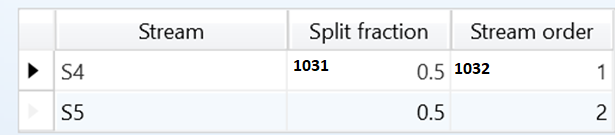 Stream Split fraction Stream order
S4 1031 0.5 1032 1
S5 0.5 2